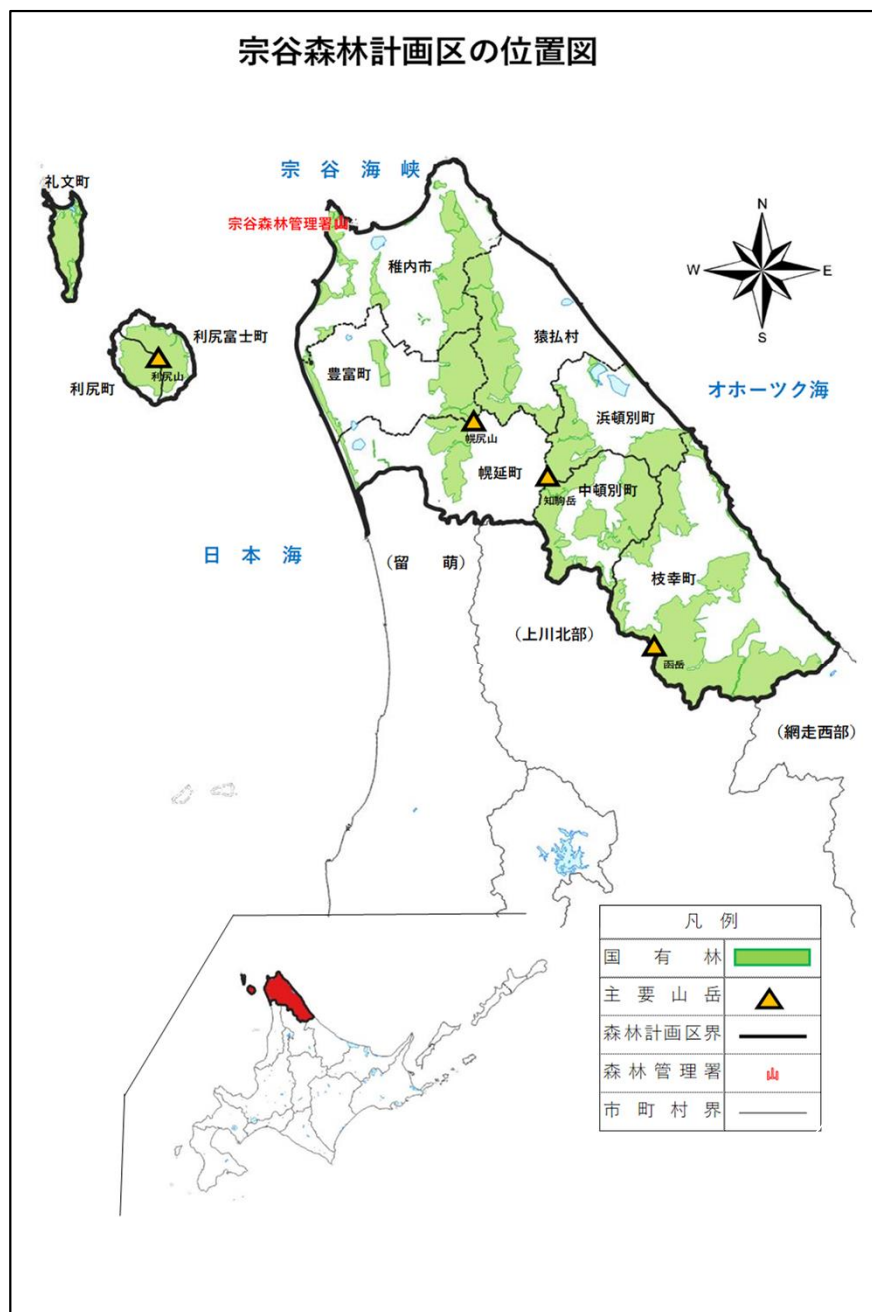 宗谷森林計画区の位置図
宗谷海峡
礼文町
宗谷森林管理署
稚内市
N
W
E
S
利尻富士町
猿払村
利尻山
豊富町
利尻町
オホーツク海
浜頓別町
幌尻山
幌延町
中頓別町
知駒岳
日本海
(留萌)
枝幸町
(上川北部)
函岳
(網走西部)
凡例
国有林
主要山岳
森林計画区界
森林管理署
市町村界